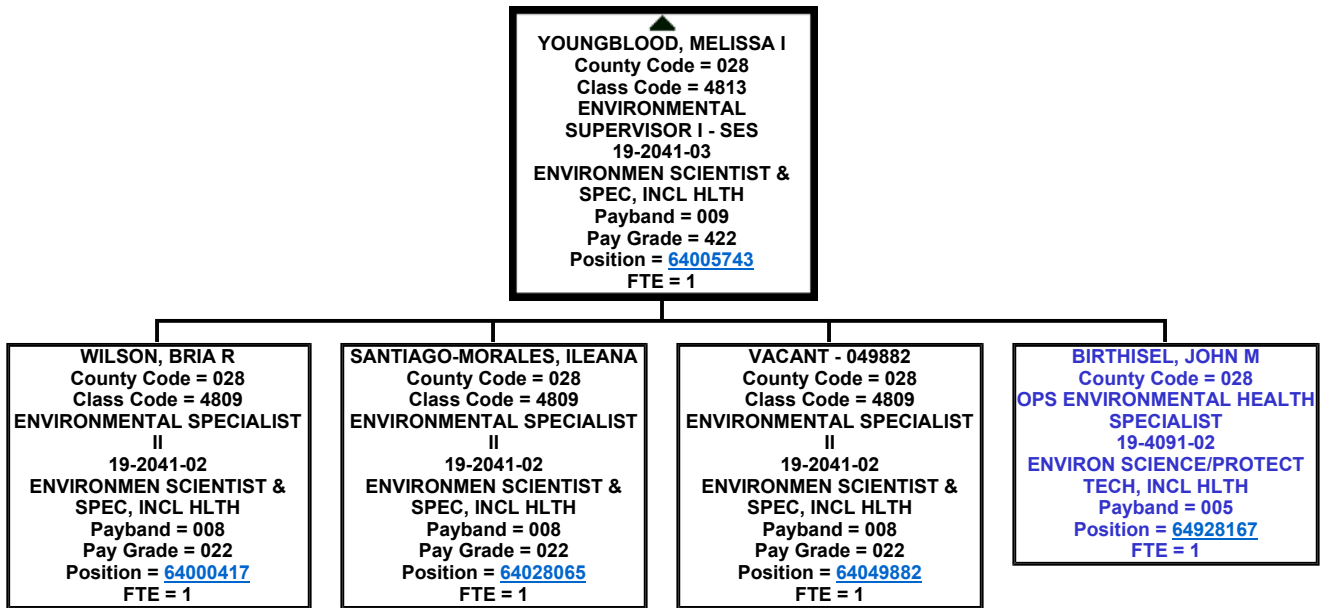 YOUNGBLOOD, MELISSA I
County Code = 028
Class Code = 4813
ENVIRONMENTAL
SUPERVISOR I - SES
19-2041-03
ENVIRONMEN SCIENTIST &
SPEC, INCL HLTH
Payband = 009
Pay Grade = 422
Position = 64005743
FTE = 1
WILSON, BRIA R
County Code = 028
Class Code = 4809
ENVIRONMENTAL SPECIALIST
II
19-2041-02
ENVIRONMEN SCIENTIST &
SPEC, INCL HLTH
Payband = 008
Pay Grade = 022
Position = 64000417
FTE = 1
SANTIAGO-MORALES, ILEANA
County Code = 028
Class Code = 4809
ENVIRONMENTAL SPECIALIST
II
19-2041-02
ENVIRONMEN SCIENTIST &
SPEC, INCL HLTH
Payband = 008
Pay Grade = 022
Position = 64028065
FTE = 1
VACANT - 049882
County Code = 028
Class Code = 4809
ENVIRONMENTAL SPECIALIST
II
19-2041-02
ENVIRONMEN SCIENTIST &
SPEC, INCL HLTH
Payband = 008
Pay Grade = 022
Position = 64049882
FTE = 1
BIRTHISEL, JOHN M
County Code = 028
OPS ENVIRONMENTAL HEALTH
SPECIALIST
19-4091-02
ENVIRON SCIENCE/PROTECT
TECH, INCL HLTH
Payband = 005
Position = 64928167
FTE = 1